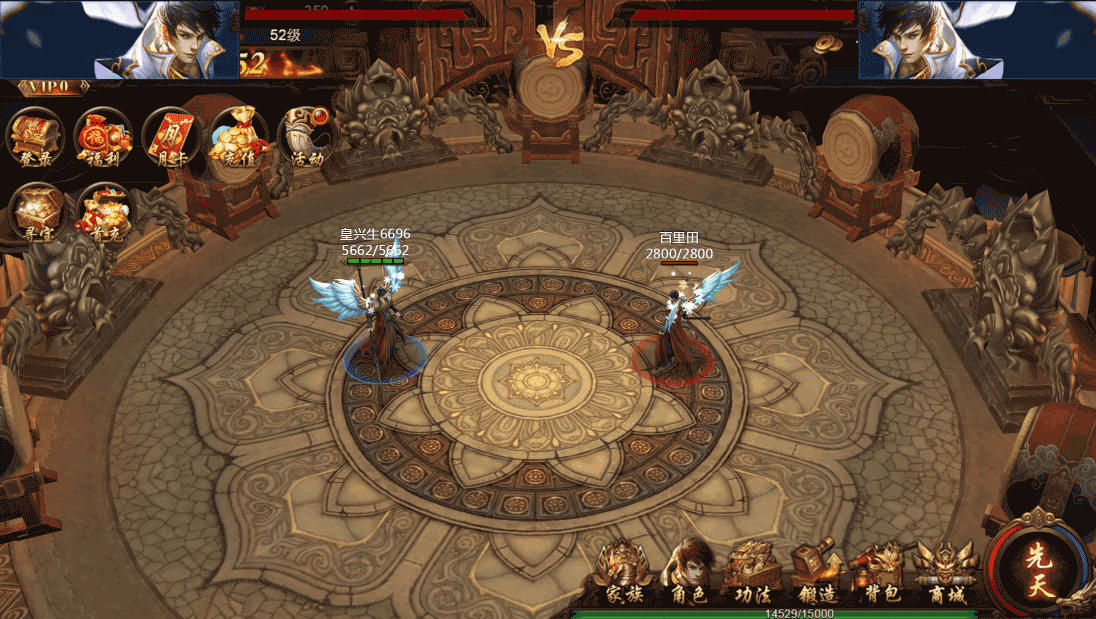 VS
52级
52
VIP0
登录
福利
月
月卡
充值
活动
寻宝
首充
皇兴生6696
5662/5662
百里田
2800/2800
家族
角色
功法
锻造
背包
商城
先天
14529/15000